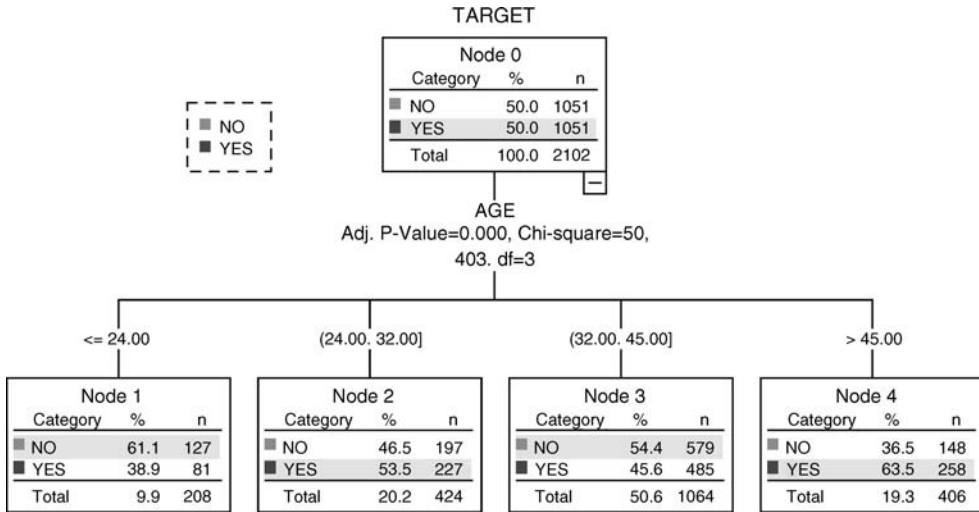 TARGET
Node 0
Category % n
NO 50.0 1051
YES 50.0 1051
Total 100.0 2102
NO
YES
AGE
Adj. P-Value=0.000, Chi-square=50,
403. df=3
<= 24.00
(24.00. 32.00]
(32.00. 45.00]
> 45.00
Node 1
Category % n
NO 61.1 127
YES 38.9 81
Total 9.9 208
Node 2
Category % n
NO 46.5 197
YES 53.5 227
Total 20.2 424
Node 3
Category % n
NO 54.4 579
YES 45.6 485
Total 50.6 1064
Node 4
Category % n
NO 36.5 148
YES 63.5 258
Total 19.3 406